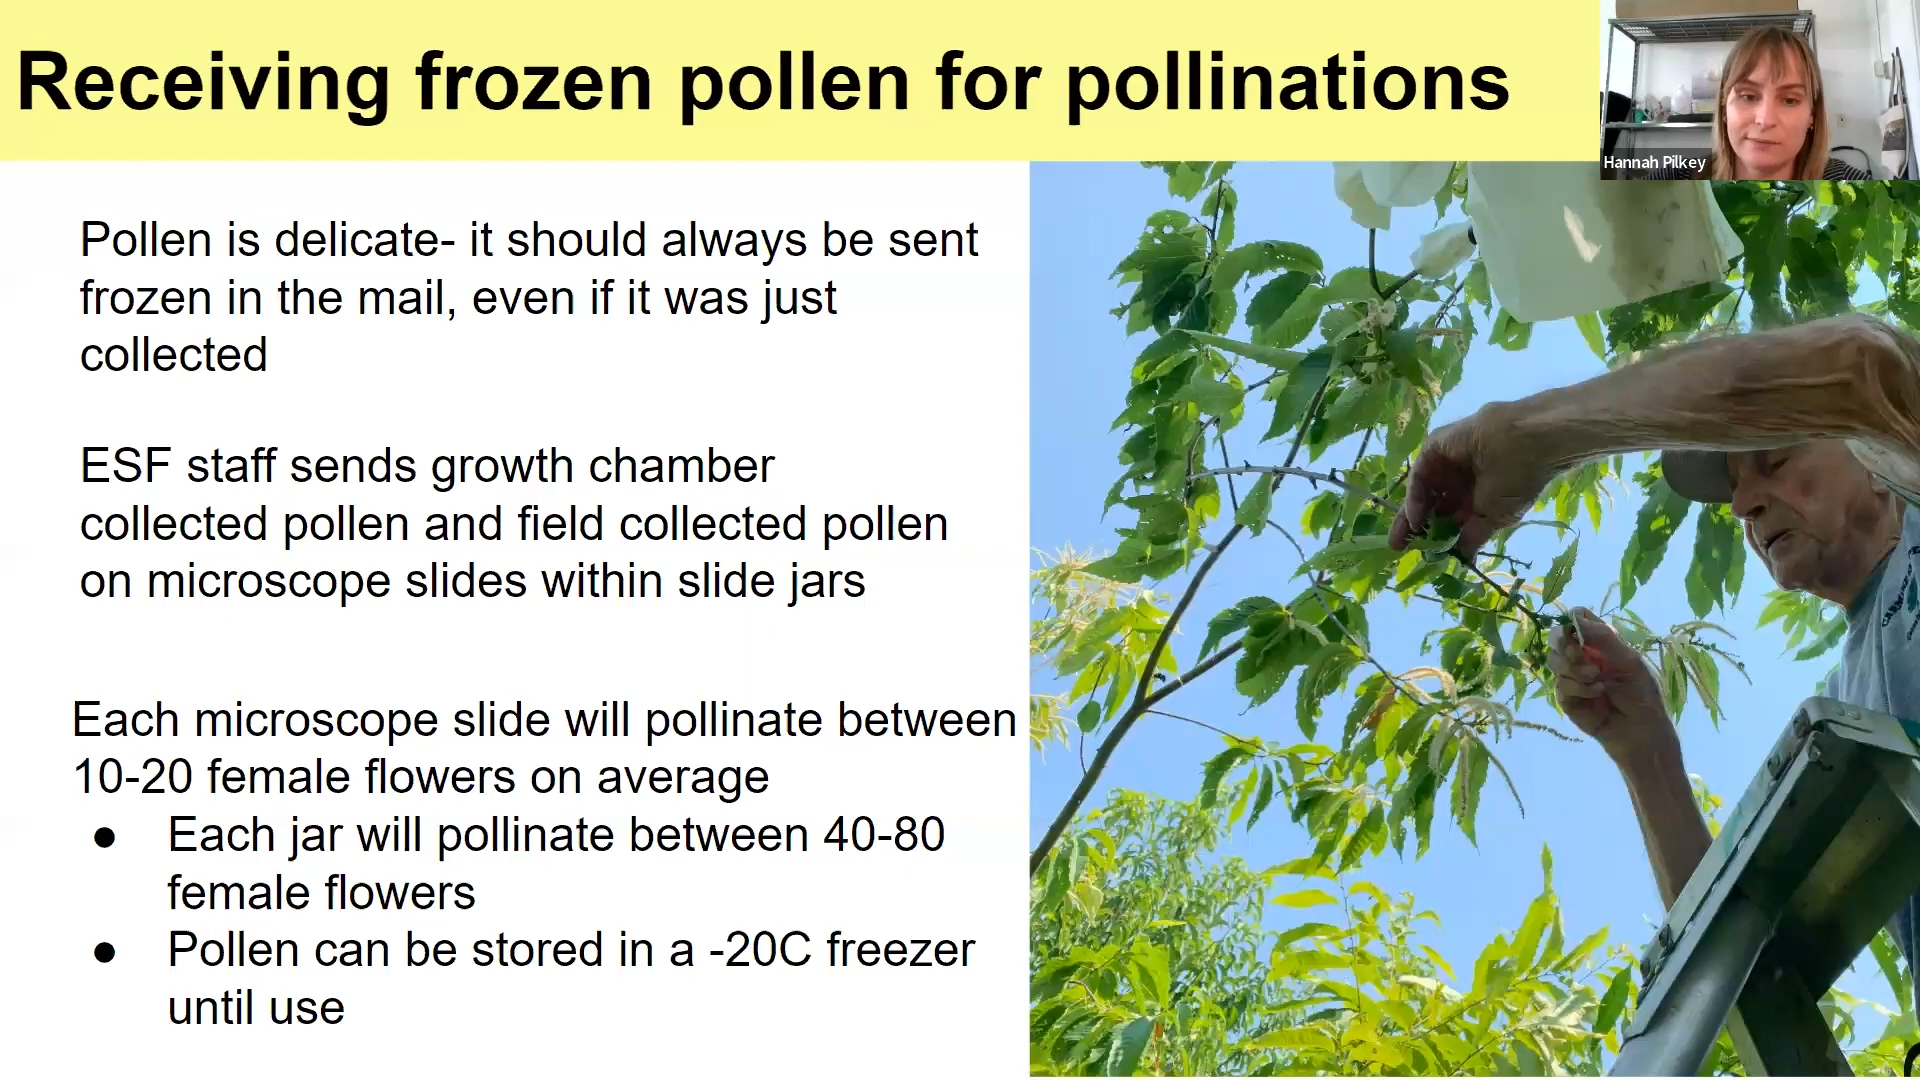 Receiving frozen pollen for pollinations
Hannah Pilkey
Pollen is delicate- it should always be sent
frozen in the mail, even if it was just
collected
ESF staff sends growth chamber
collected pollen and field collected pollen
on microscope slides within slide jars
Each microscope slide will pollinate between
10-20 female flowers on average
● Each jar will pollinate between 40-80
female flowers
● Pollen can be stored in a -20C freezer
until use